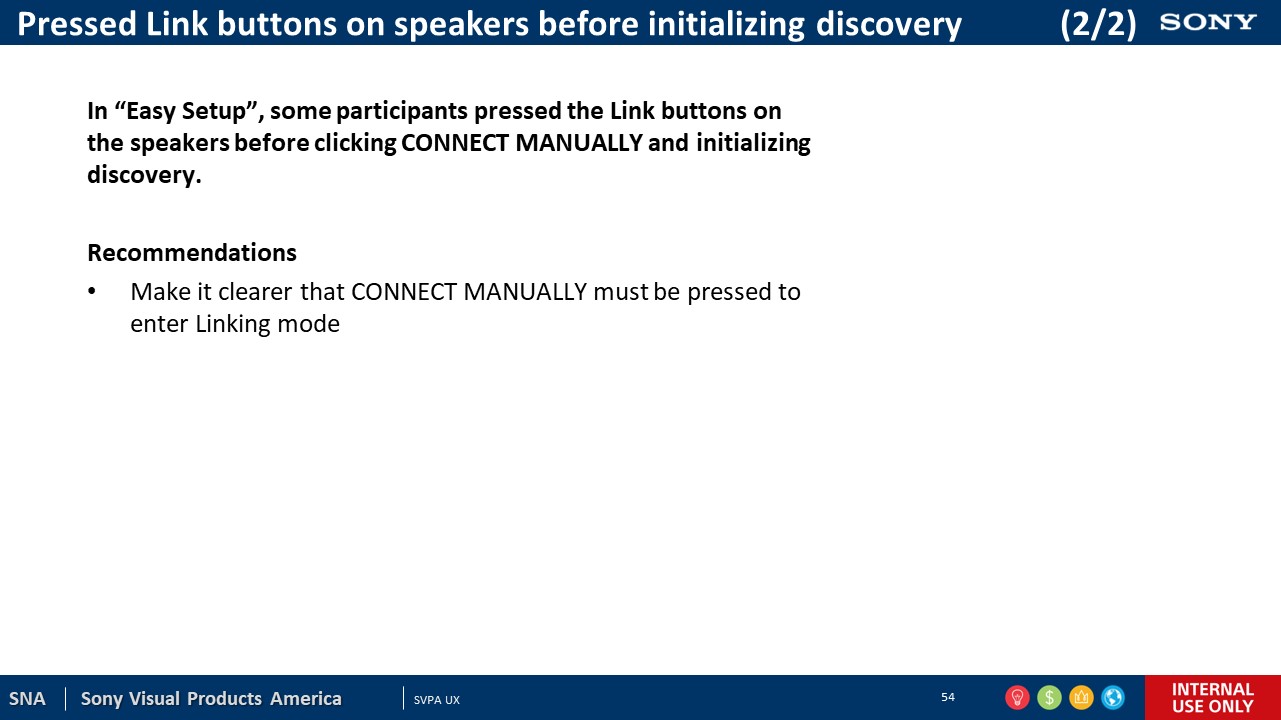 Pressed Link buttons on speakers before initializing discovery (2/2) SONY
In “Easy Setup”, some participants pressed the Link buttons on
the speakers before clicking CONNECT MANUALLY and initializing
discovery.
Recommendations
• Make it clearer that CONNECT MANUALLY must be pressed to
enter Linking mode
SNA Sony Visual Products America SVPA UX 54 $ INTERNAL
USE ONLY